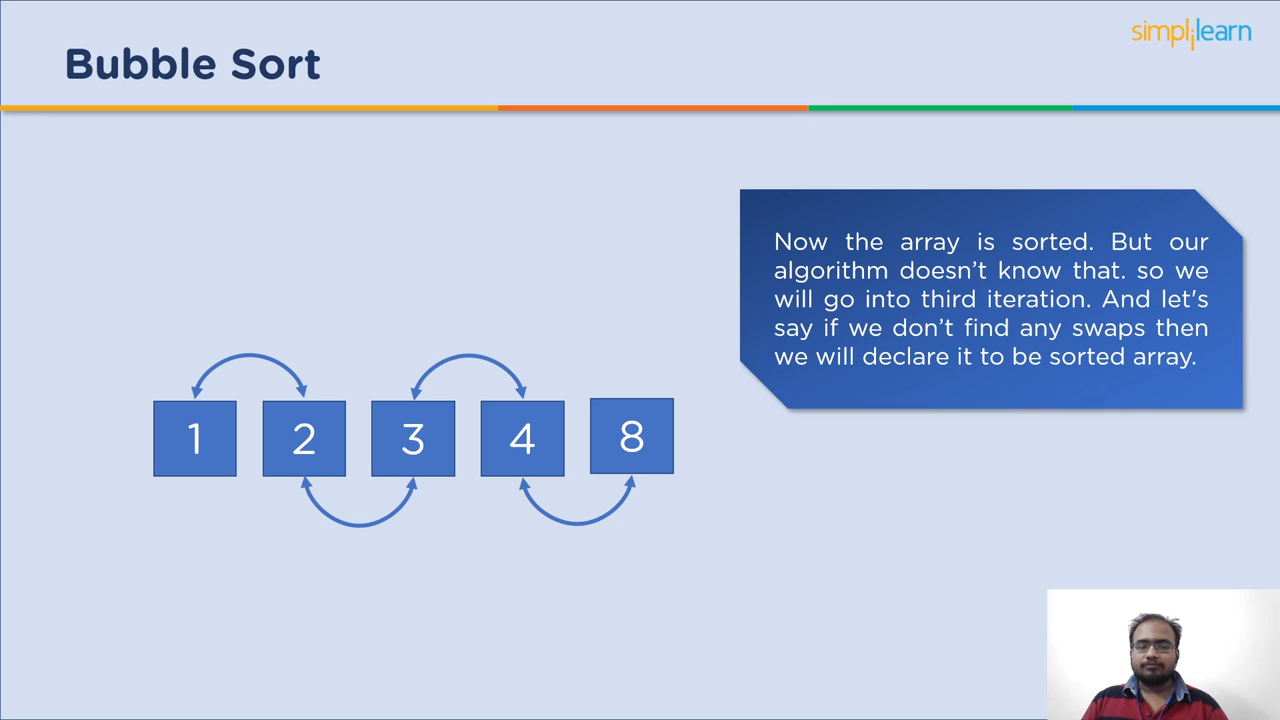 simplilearn
Bubble Sort
Now the array is sorted. But our
algorithm doesn’t know that. so we
will go into third iteration. And let's
say if we don’t find any swaps then
we will declare it to be sorted array.
1 2 3 4 8